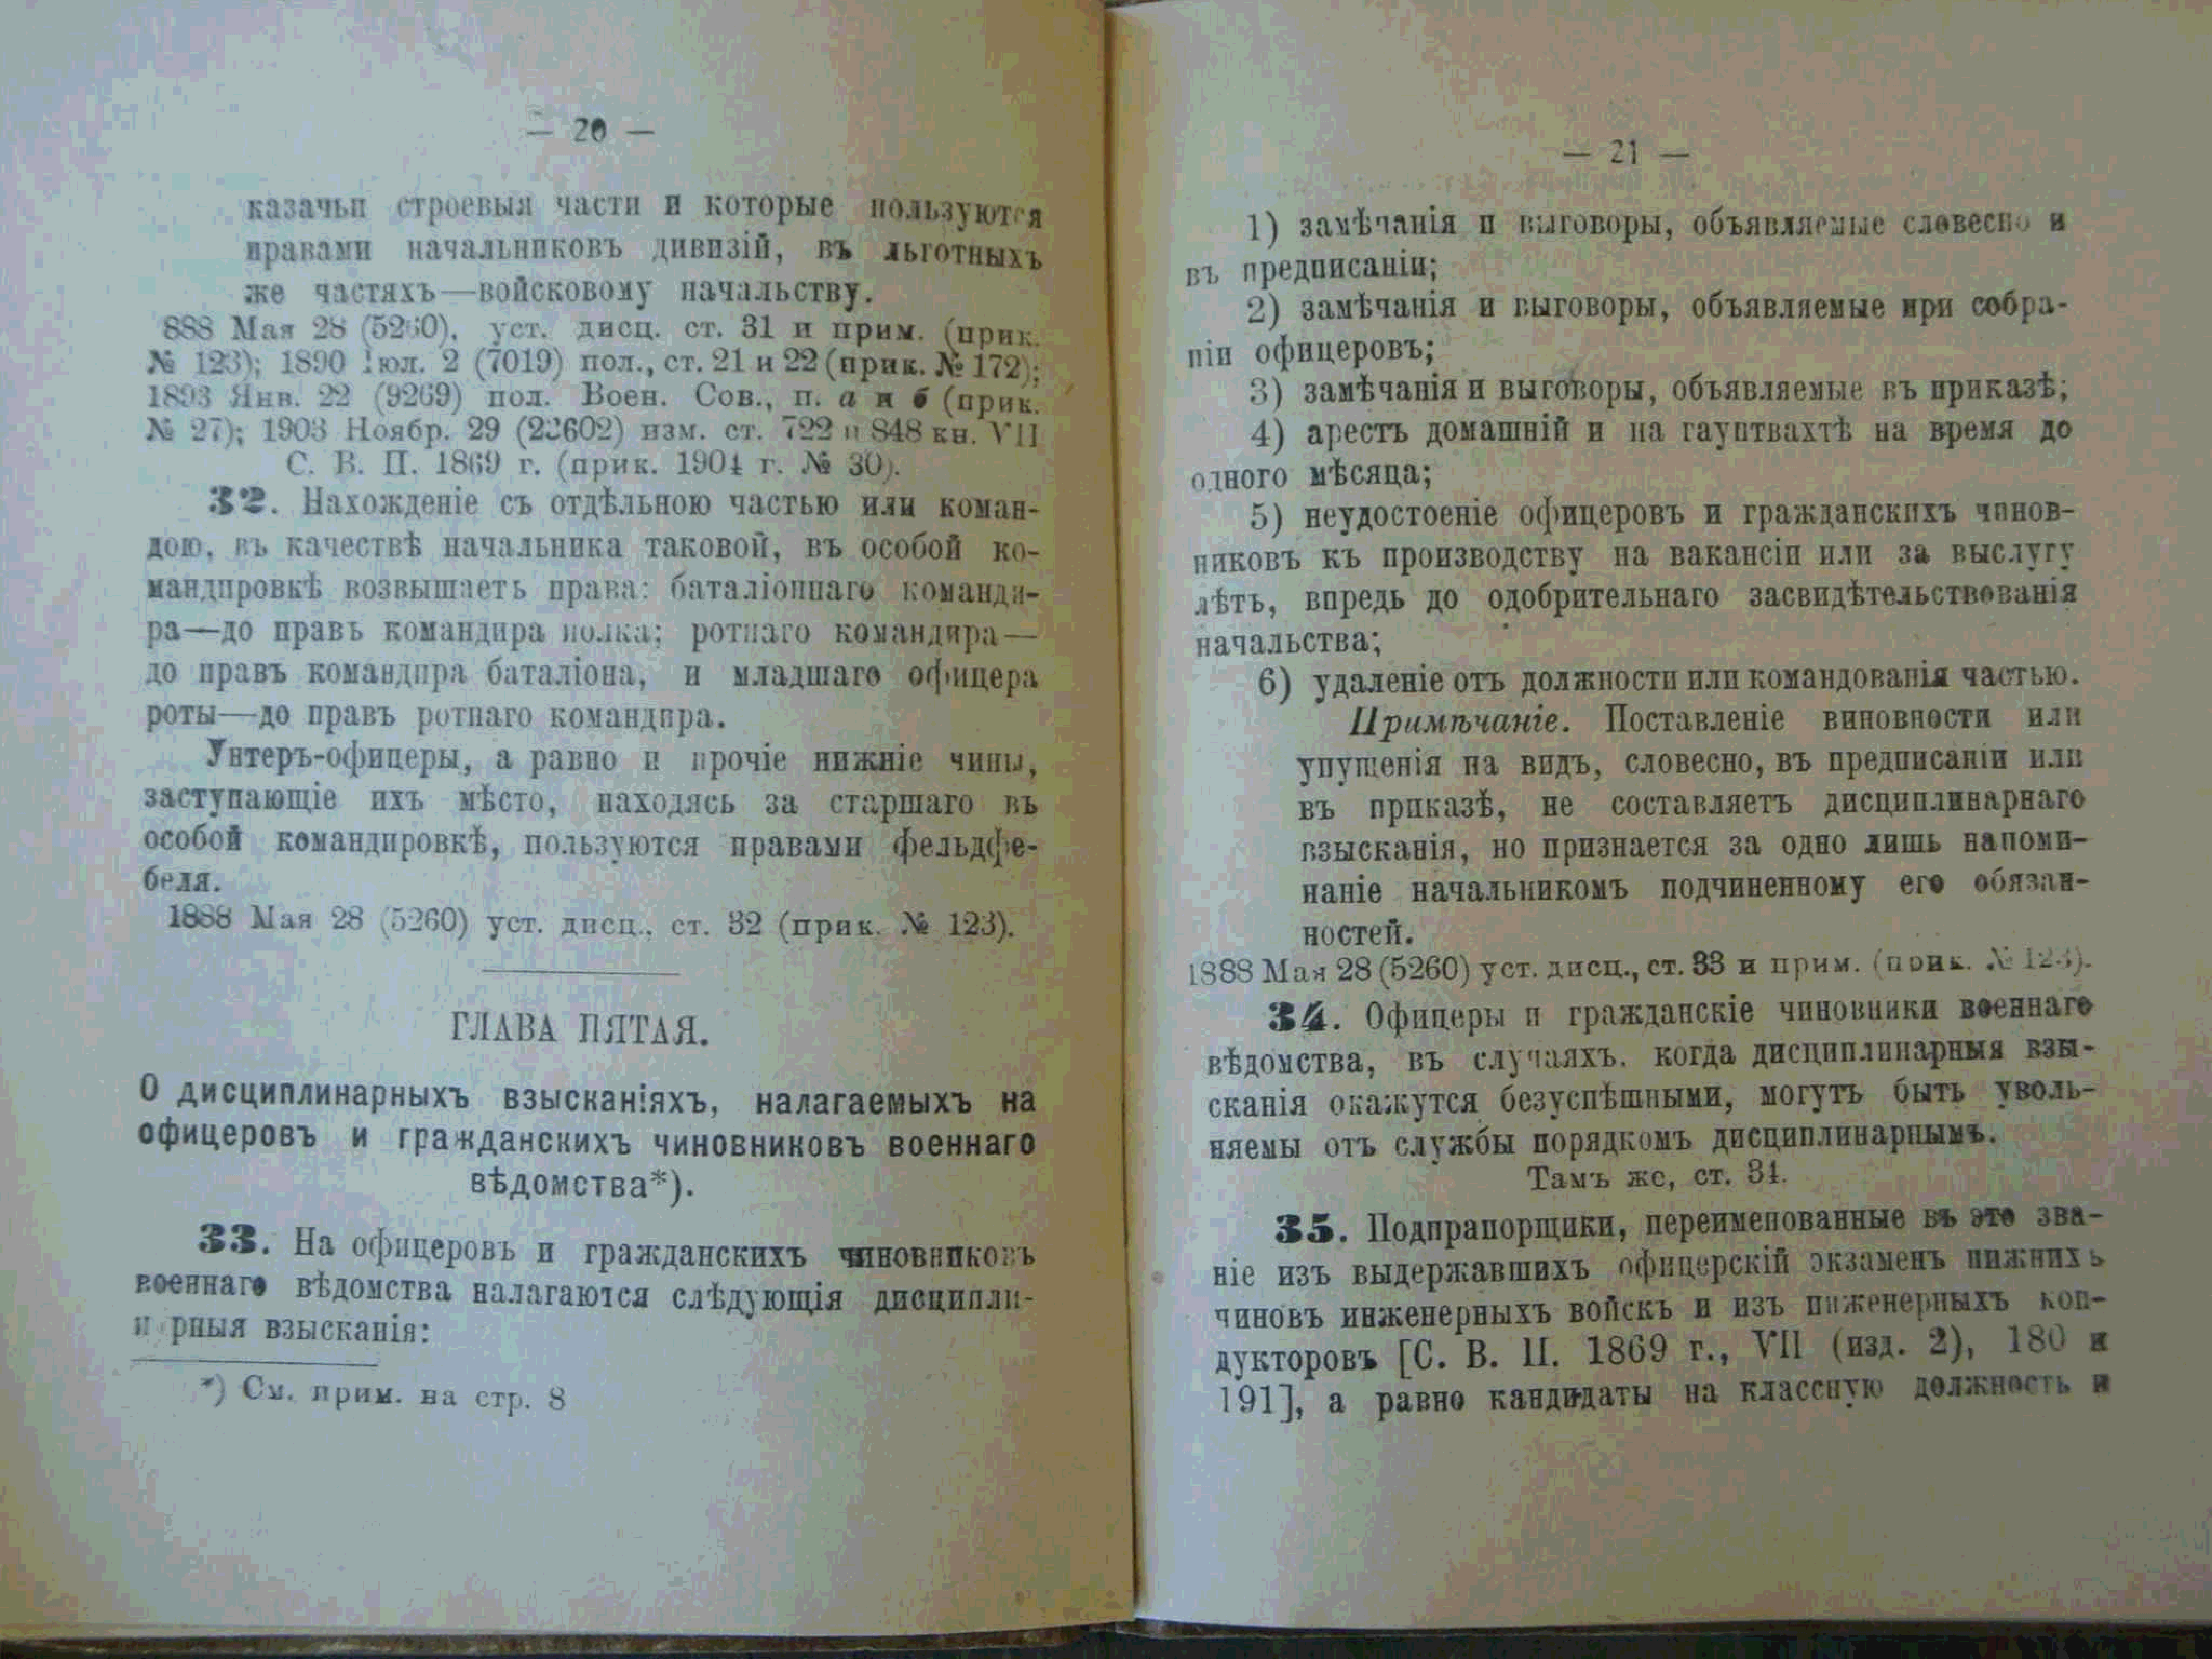 — 20 —
казачьи строевыя части и которые пользуются
правами начальниковъ дивизій, въ льготныхъ
же частяхъ—войсковому начальству.
888 Мая 28 (5260), уст. дисц. ст. 31 и прим. (прик.
№ 123); 1890 Іюл. 2 (7019) пол., ст. 21 и 22 (прик. № 172);
1893 Янв. 22 (9269) пол. Воен. Сов., п. а и б (прик.
№ 27); 1903 Ноябр. 29 (22602) изм. ст. 722 и 848 кн. VII
С. В. П. 1869 г. (прик. 1904 г. № 30).
32. Нахожденіе съ отдѣльною частью или коман-
дою, въ качествѣ начальника таковой, въ особой ко-
мандировкѣ возвышаетъ права: баталіоннаго команди-
ра—до правъ командира полка; ротнаго командира—
до правъ командира баталіона, и младшаго офицера
роты—до правъ ротнаго командира.
Унтеръ-офицеры, а равно и прочіе нижніе чины,
заступающіе ихъ мѣсто, находясь за старшаго въ
особой командировкѣ, пользуются правами фельдфе-
беля.
1888 Мая 28 (5260) уст. дисц., ст. 32 (прик. № 123).
ГЛАВА ПЯТАЯ.
О дисциплинарныхъ взысканіяхъ, налагаемыхъ на
офицеровъ и гражданскихъ чиновниковъ военнаго
вѣдомства*).
33. На офицеровъ и гражданскихъ чиновниковъ
военнаго вѣдомства налагаются слѣдующія дисципли-
нарныя взысканія:
*) См. прим. на стр. 8
— 21 —
1) замѣчанія и выговоры, объявляемые словесно и
въ предписаніи;
2) замѣчанія и выговоры, объявляемые при собра-
ніи офицеровъ;
3) замѣчанія и выговоры, объявляемые въ приказѣ;
4) арестъ домашній и на гауптвахтѣ на время до
одного мѣсяца;
5) неудостоеніе офицеровъ и гражданскихъ чинов-
никовъ къ производству на вакансіи или за выслугу
лѣтъ, впредь до одобрительнаго засвидѣтельствованія
начальства;
6) удаленіе отъ должности или командованія частью.
Примѣчаніе. Поставленіе виновности или
упущенія на видъ, словесно, въ предписаніи или
въ приказѣ, не составляетъ дисциплинарнаго
взысканія, но признается за одно лишь напоми-
наніе начальникомъ подчиненному его обязан-
ностей.
1888 Мая 28 (5260) уст. дисц., ст. 33 и прим. (прик. № 123).
34. Офицеры и гражданскіе чиновники военнаго
вѣдомства, въ случаяхъ, когда дисциплинарныя взы-
сканія окажутся безуспѣшными, могутъ быть уволь-
няемы отъ службы порядкомъ дисциплинарнымъ.
Тамъ же, ст. 34.
35. Подпрапорщики, переименованные въ это зва-
ніе изъ выдержавшихъ офицерскій экзаменъ нижнихъ
чиновъ инженерныхъ войскъ и изъ инженерныхъ кон-
дукторовъ [С. В. П. 1869 г., VII (изд. 2), 180 и
191], а равно кандидаты на классную должность и